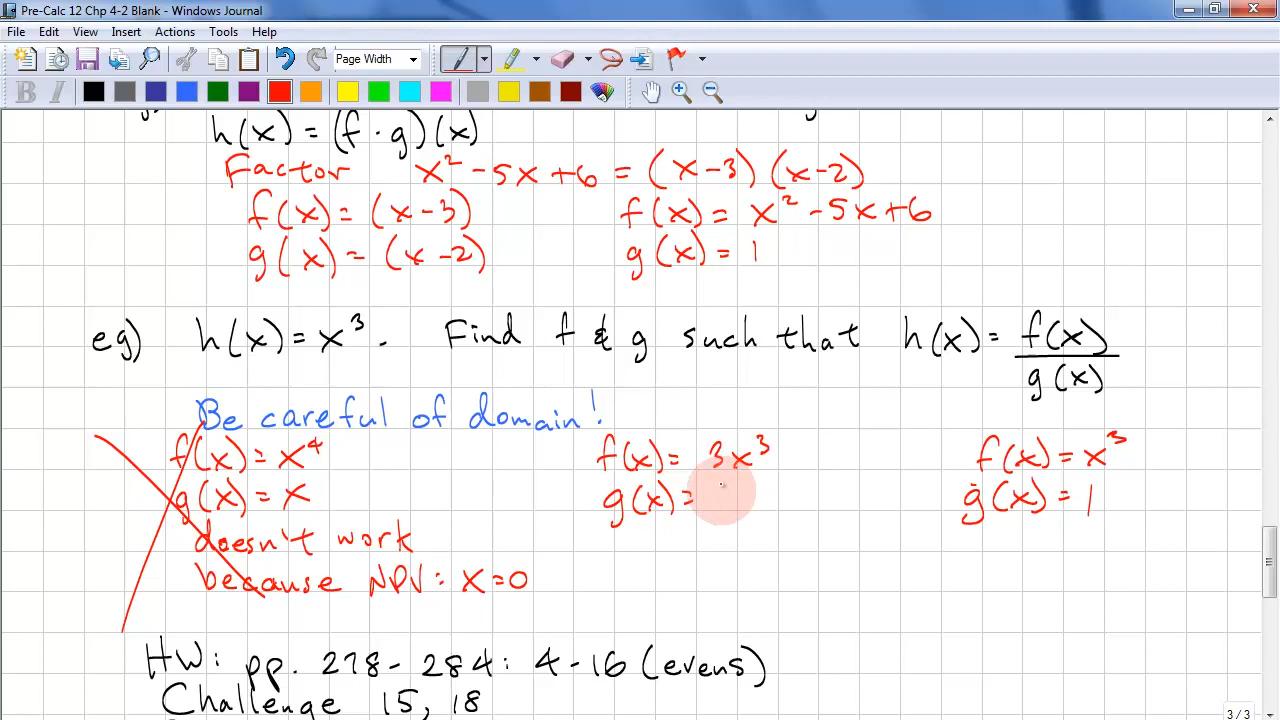 Pre-Calc 12 Chp 4-2 Blank - Windows Journal
File Edit View Insert Actions Tools Help
Page Width
B I
h(x) = (f · g)(x)
Factor x² - 5x + 6 = (x - 3)(x - 2)
f(x) = (x - 3) f(x) = x² - 5x + 6
g(x) = (x - 2) g(x) = 1
eg) h(x) = x³. Find f & g such that h(x) = f(x)/g(x)
Be careful of domain!
f(x) = x⁴ f(x) = 3x³ f(x) = x³
g(x) = x g(x) = g(x) = 1
doesn't work
because NPV: x = 0
HW: pp. 278 - 284: 4 - 16 (evens)
Challenge 15, 18
3 / 3